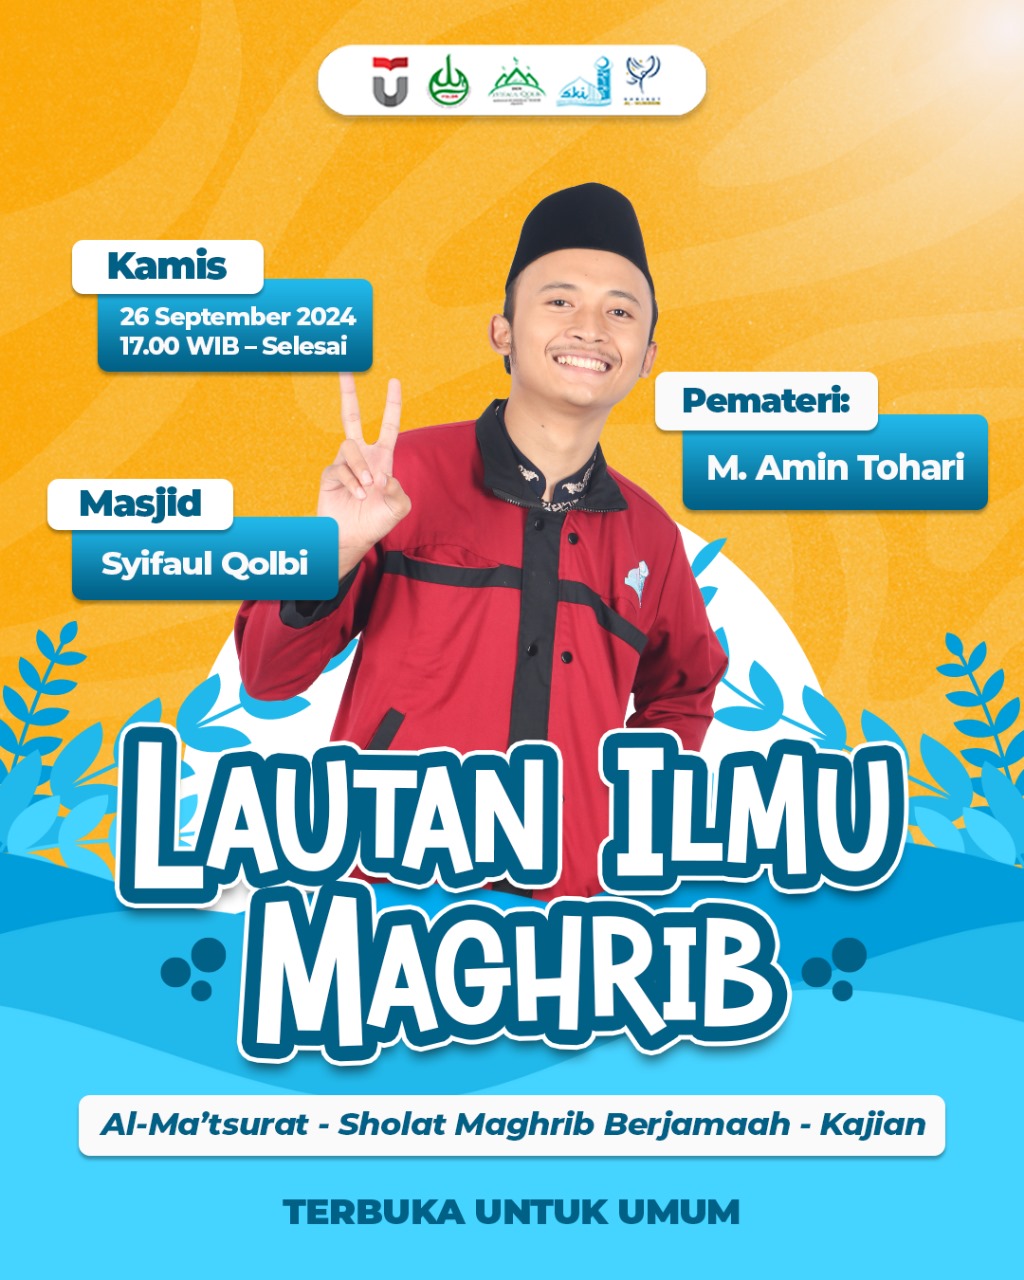 ski
Kamis
26 September 2024
17.00 WIB – Selesai
Pemateri:
M. Amin Tohari
Masjid
Syifaul Qolbi
LAUTAN ILMU
MAGHRIB
Al-Ma’tsurat - Sholat Maghrib Berjamaah - Kajian
TERBUKA UNTUK UMUM